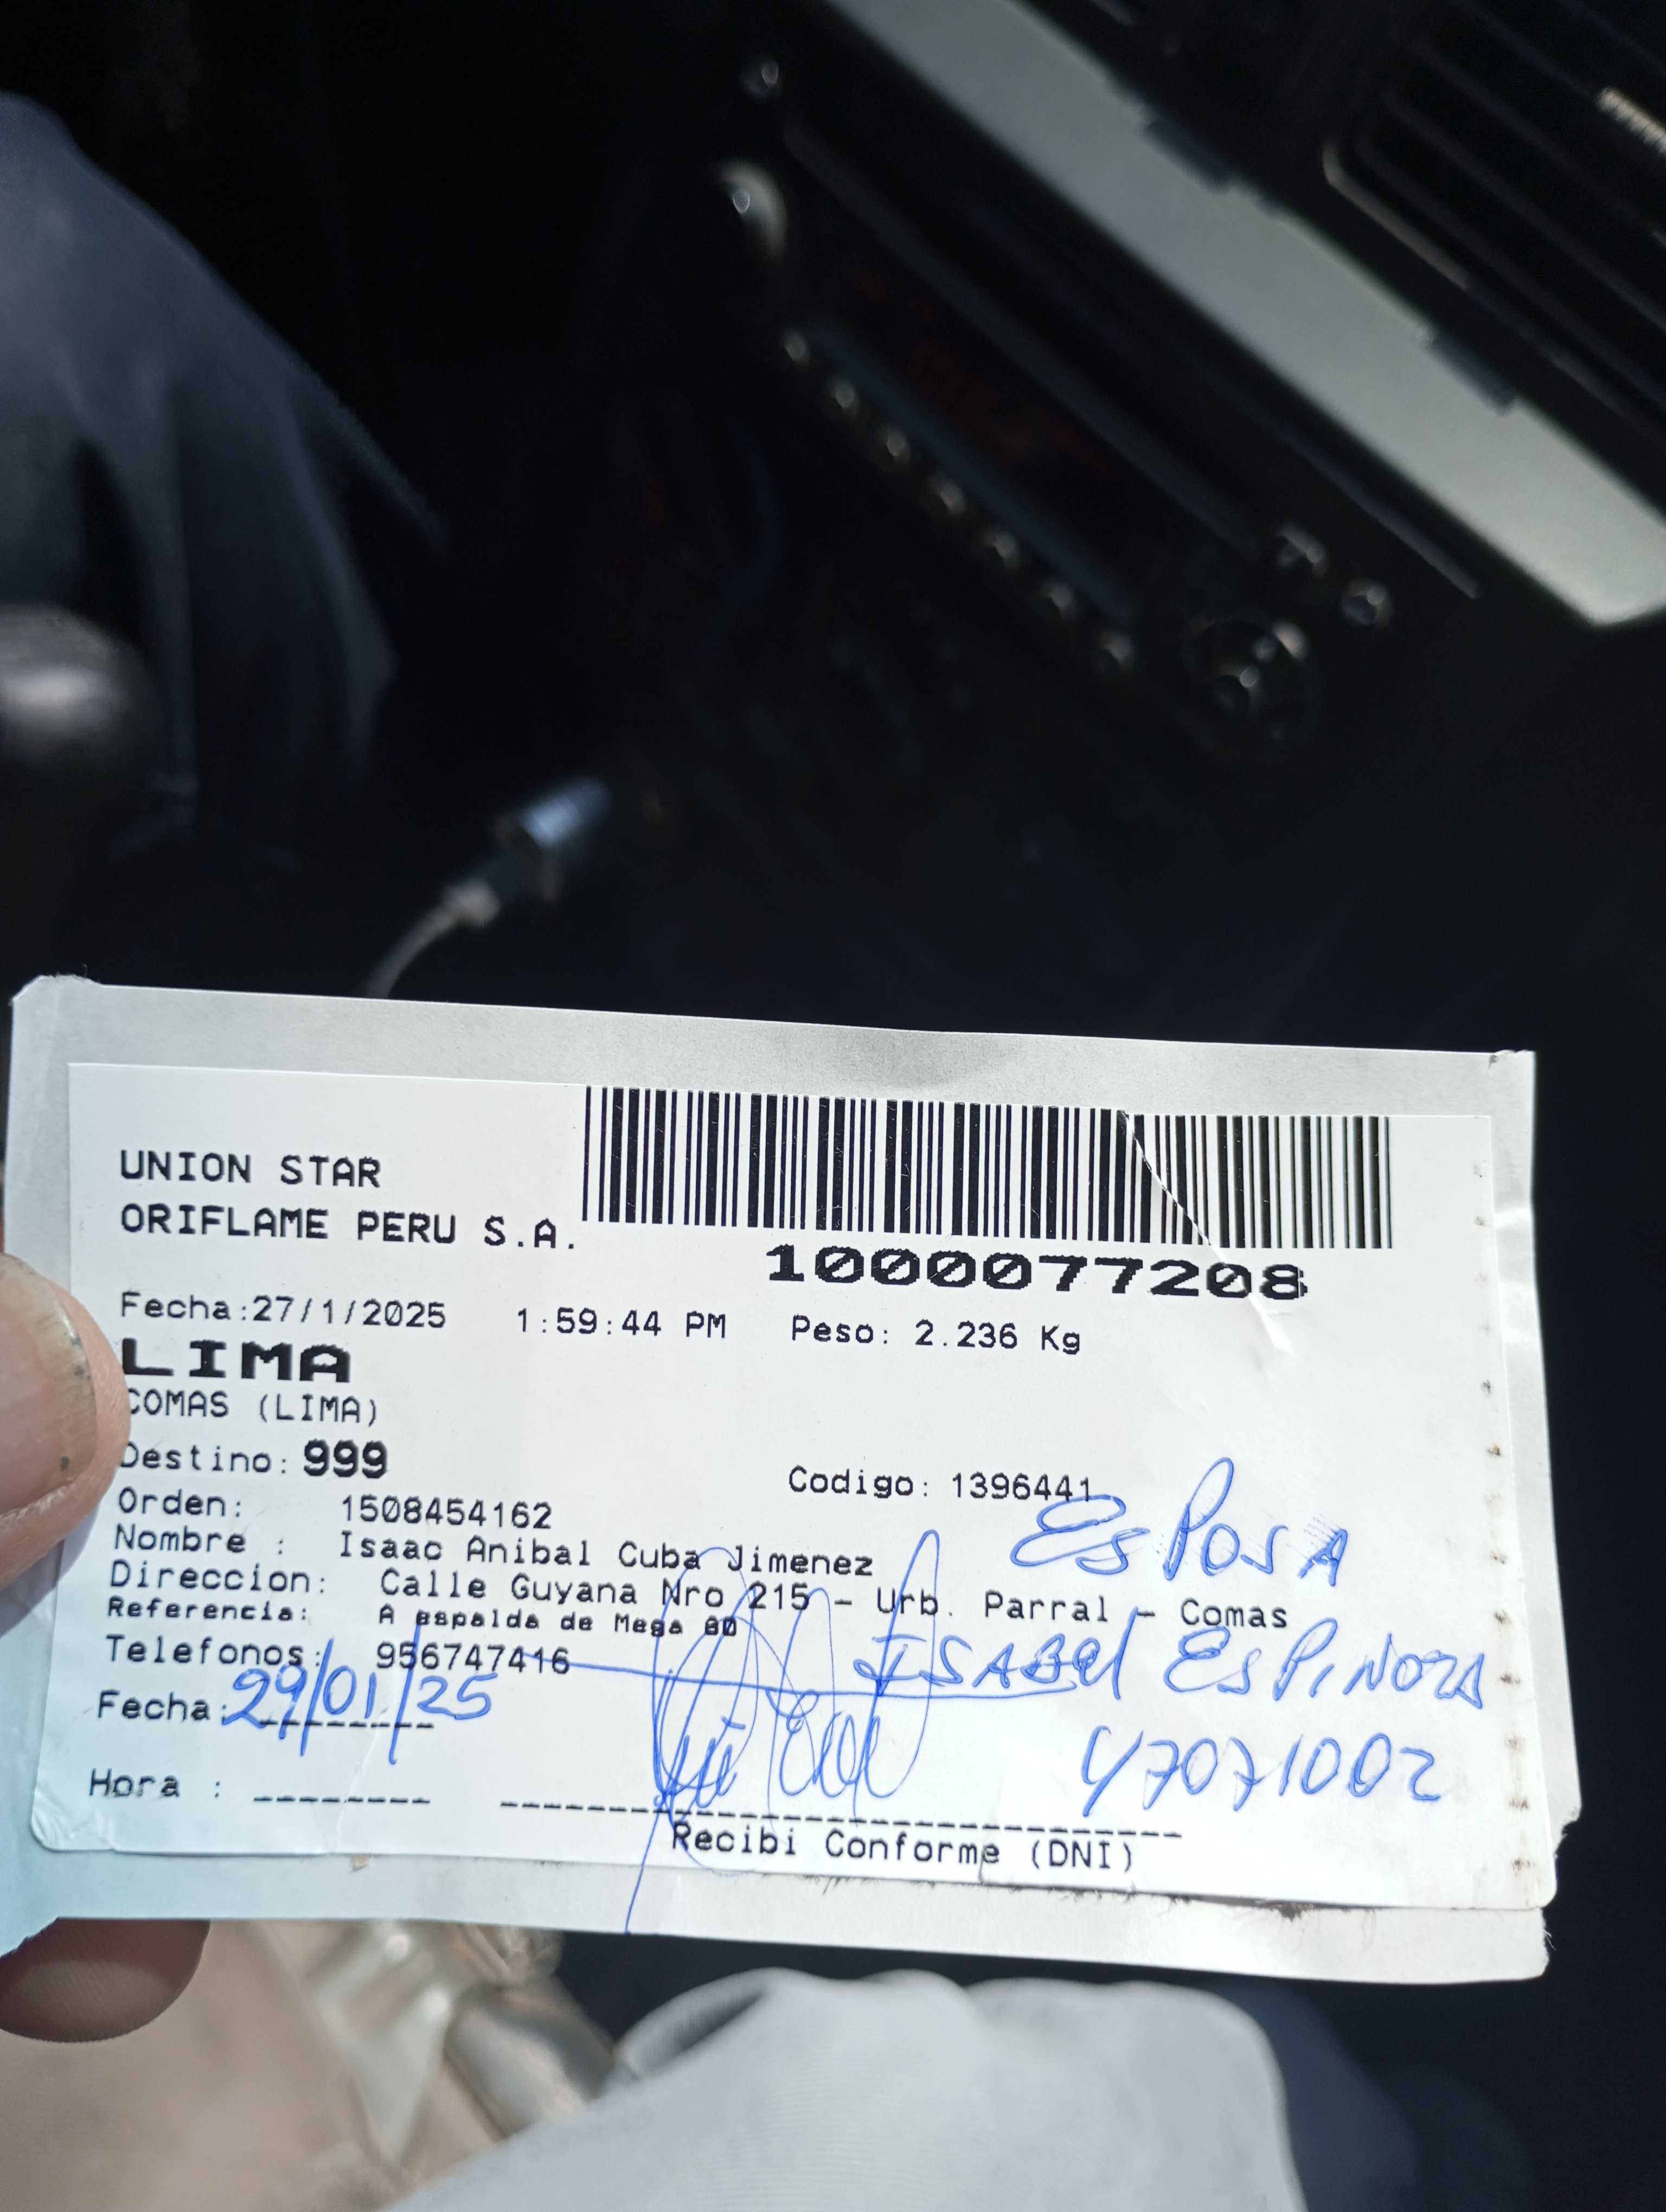 UNION STAR
ORIFLAME PERU S.A.
1000077208
Fecha:27/1/2025 1:59:44 PM Peso: 2.236 Kg
LIMA
COMAS (LIMA)
Destino: 999
Codigo: 1396441
Orden: 1508454162
EsPosA
Nombre : Isaac Anibal Cuba Jimenez
Direccion: Calle Guyana Nro 215 - Urb. Parral - Comas
Referencia: A espalda de Mega
Telefonos: 956747416
ISABel EsPiNoza
Fecha: 29/01/25
47071002
Hora :
Recibi Conforme (DNI)